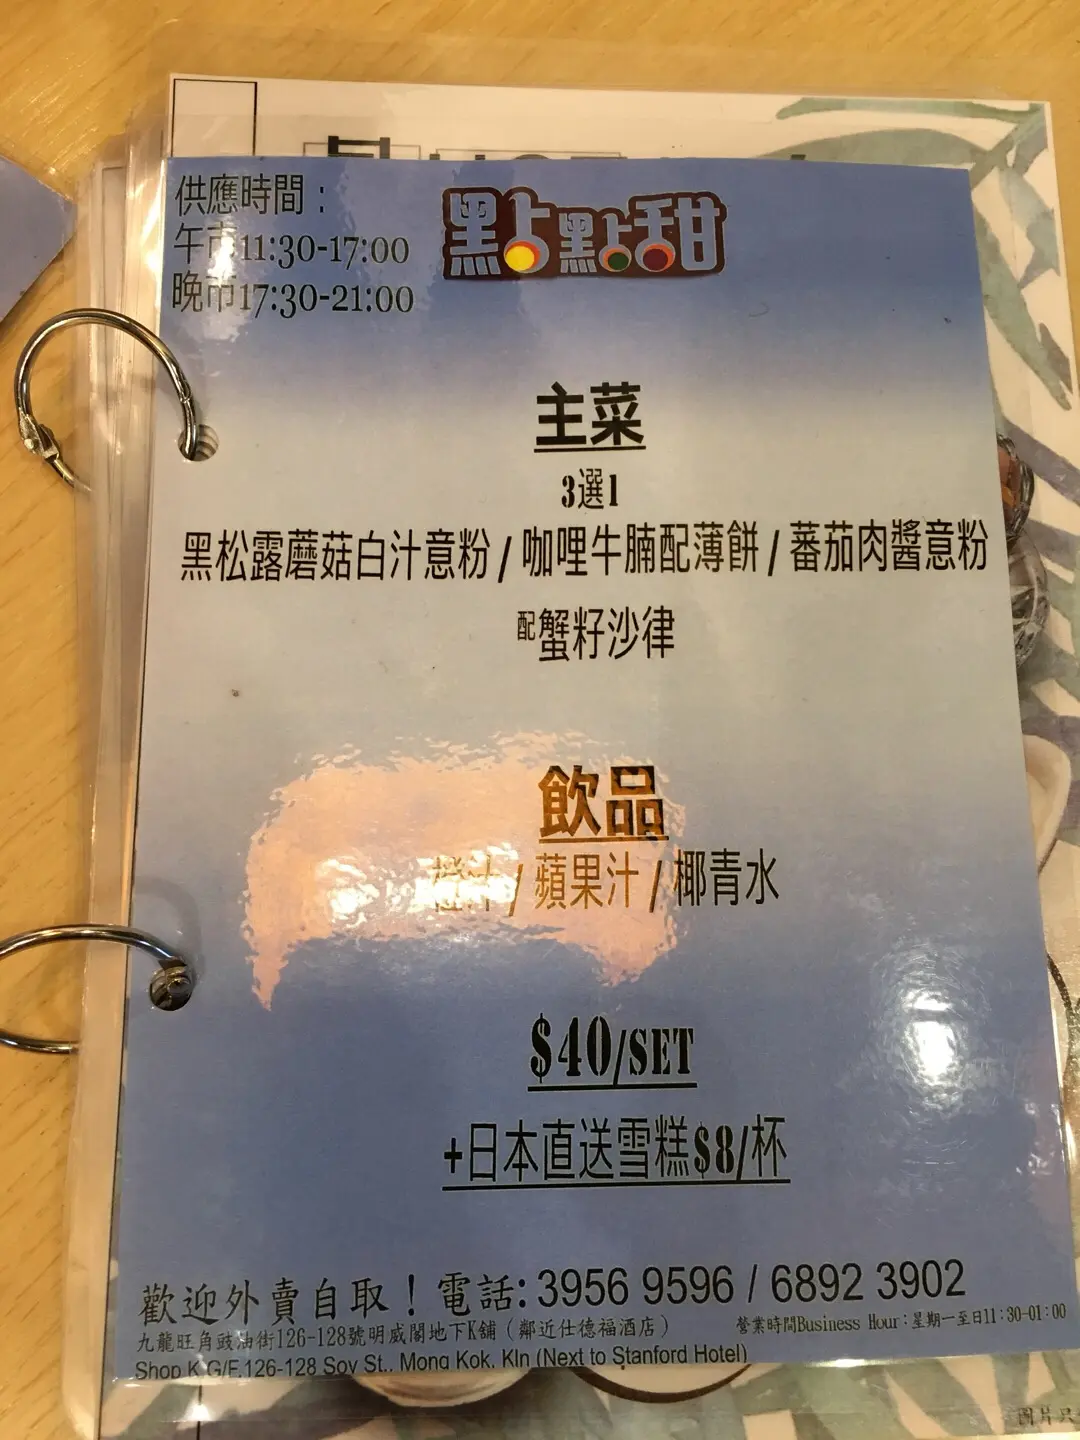 供應時間：
午市11:30-17:00
晚市17:30-21:00
點點甜
主菜
3選1
黑松露蘑菇白汁意粉 / 咖哩牛腩配薄餅 / 蕃茄肉醬意粉
配蟹籽沙律
飲品
橙汁 / 蘋果汁 / 椰青水
$40/SET
+日本直送雪糕$8/杯
歡迎外賣自取！電話: 3956 9596 / 6892 3902
九龍旺角豉油街126-128號明威閣地下K舖（鄰近仕德福酒店）
營業時間Business Hour：星期一至日11：30-01：00
Shop K G/F,126-128 Soy St., Mong Kok, Kln (Next to Stanford Hotel)
圖片只